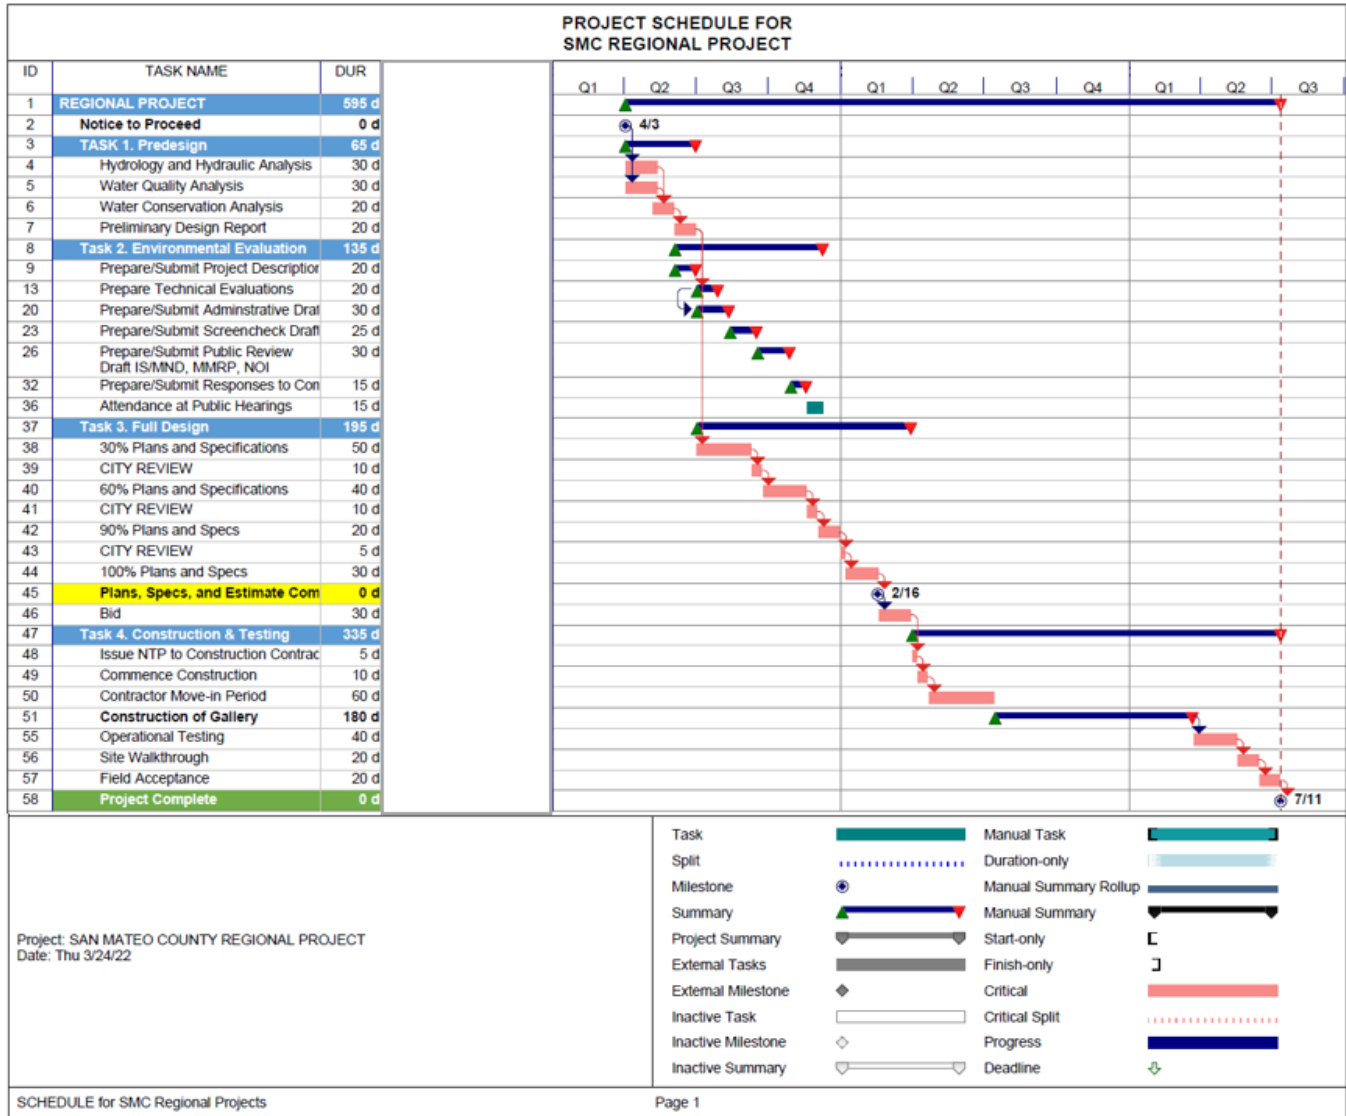 PROJECT SCHEDULE FOR
SMC REGIONAL PROJECT
ID TASK NAME DUR
Q1 Q2 Q3 Q4 Q1 Q2 Q3 Q4 Q1 Q2 Q3
1 REGIONAL PROJECT 595 d
2 Notice to Proceed 0 d 4/3
3 TASK 1. Predesign 65 d
4 Hydrology and Hydraulic Analysis 30 d
5 Water Quality Analysis 30 d
6 Water Conservation Analysis 20 d
7 Preliminary Design Report 20 d
8 Task 2. Environmental Evaluation 135 d
9 Prepare/Submit Project Description 20 d
13 Prepare Technical Evaluations 20 d
20 Prepare/Submit Adminstrative Draf 30 d
23 Prepare/Submit Screencheck Draft 25 d
26 Prepare/Submit Public Review 30 d
Draft IS/MND, MMRP, NOI
32 Prepare/Submit Responses to Con 15 d
36 Attendance at Public Hearings 15 d
37 Task 3. Full Design 195 d
38 30% Plans and Specifications 50 d
39 CITY REVIEW 10 d
40 60% Plans and Specifications 40 d
41 CITY REVIEW 10 d
42 90% Plans and Specs 20 d
43 CITY REVIEW 5 d
44 100% Plans and Specs 30 d
45 Plans, Specs, and Estimate Com 0 d 2/16
46 Bid 30 d
47 Task 4. Construction & Testing 335 d
48 Issue NTP to Construction Contrac 5 d
49 Commence Construction 10 d
50 Contractor Move-in Period 60 d
51 Construction of Gallery 180 d
55 Operational Testing 40 d
56 Site Walkthrough 20 d
57 Field Acceptance 20 d
58 Project Complete 0 d 7/11
Project: SAN MATEO COUNTY REGIONAL PROJECT
Date: Thu 3/24/22
Task Manual Task
Split Duration-only
Milestone Manual Summary Rollup
Summary Manual Summary
Project Summary Start-only
External Tasks Finish-only
External Milestone Critical
Inactive Task Critical Split
Inactive Milestone Progress
Inactive Summary Deadline
SCHEDULE for SMC Regional Projects Page 1